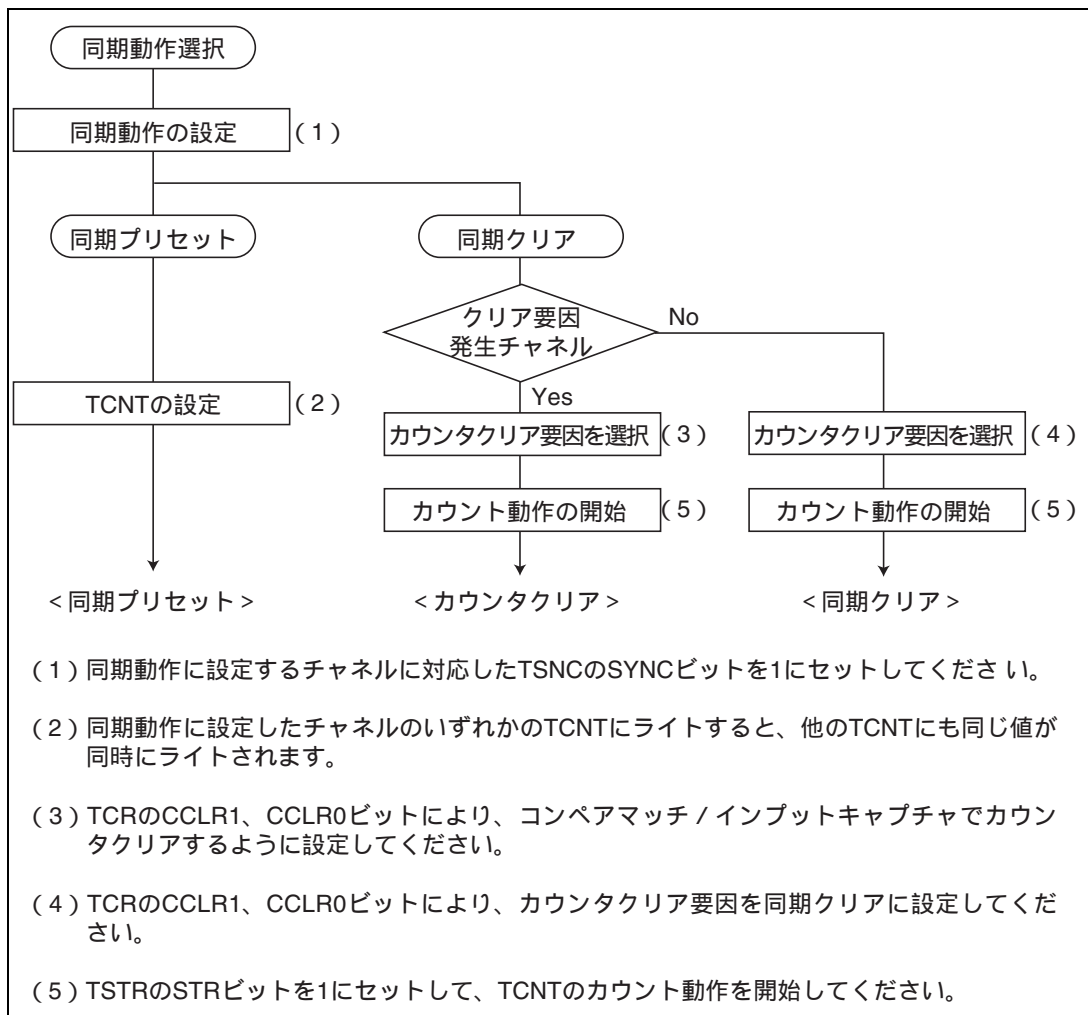 同期動作選択
同期動作の設定 (1)
同期プリセット
同期クリア
クリア要因
発生チャネル
No
Yes
TCNTの設定 (2)
カウンタクリア要因を選択 (3)
カウンタクリア要因を選択 (4)
カウント動作の開始 (5)
カウント動作の開始 (5)
<同期プリセット>
<カウンタクリア>
<同期クリア>
(1)同期動作に設定するチャネルに対応したTSNCのSYNCビットを1にセットしてください。
(2)同期動作に設定したチャネルのいずれかのTCNTにライトすると、他のTCNTにも同じ値が
同時にライトされます。
(3)TCRのCCLR1、CCLR0ビットにより、コンペアマッチ/インプットキャプチャでカウン
タクリアするように設定してください。
(4)TCRのCCLR1、CCLR0ビットにより、カウンタクリア要因を同期クリアに設定してくだ
さい。
(5)TSTRのSTRビットを1にセットして、TCNTのカウント動作を開始してください。